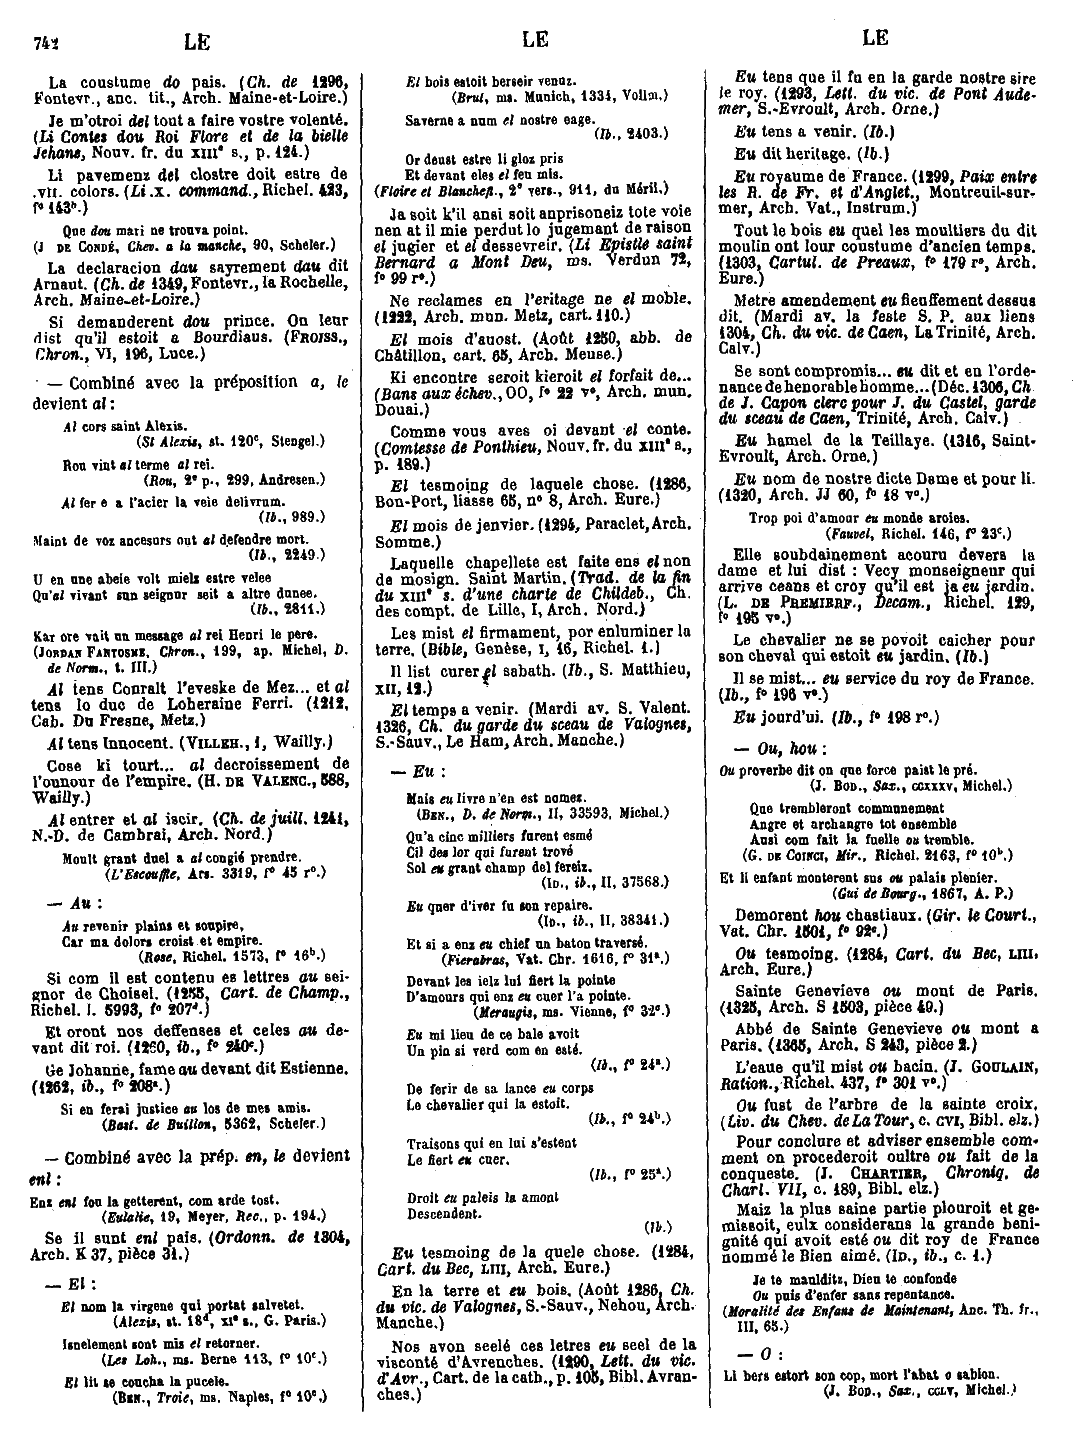 742 LE LE LE
La coustume do pais. (Ch. de 1296,
Fontevr., anc. tit., Arch. Maine-et-Loire.)
Je m'otroi del tout a faire vostre volenté.
(Li Contes dou Roi Flore et de la bielle
Jehane, Nouv. fr. du XIIIe s., p. 124.)
Li pavemenz del clostre doit estre de
.VII. colors. (Li .x. command., Richel. 423,
fo 143b.)
Que dou mari ne trouva point.
(J DE CONDÉ, Chev. a la manche, 90, Scheler.)
La declaracion dau sayrement dau dit
Arnaut. (Ch. de 1349, Fontevr., la Rochelle,
Arch. Maine-et-Loire.)
Si demanderent dou prince. On leur
dist qu'il estoit a Bourdiaus. (FROISS.,
Chron., VI, 196, Luce.)
— Combiné avec la préposition a, le
devient al :
Al cors saint Alexis.
(St Alexis, st. 120c, Stengel.)
Rou vint al terme al rei.
(Rou, 2e p., 299, Andresen.)
Al fer e a l'acier la veie delivrum.
(Ib., 989.)
Maint de voz ancesurs out al defendre mort.
(Ib., 2249.)
U en une abeie volt miels estre velee
Qu'al vivant sun seignur seit a altre dunee.
(Ib., 2811.)
Kar ore vait un message al rei Henri le pere.
(JORDAN FANTOSME, Chron., 199, ap. Michel, D.
de Norm., t. III.)
Al tens Conralt l'eveske de Mez... et al
tens lo duc de Loheraine Ferri. (1212,
Cab. Du Fresne, Metz.)
Al tens Innocent. (VILLEH., 1, Wailly.)
Cose ki tourt... al decroissement de
l'ounour de l'empire. (H. DE VALENC., 588,
Wailly.)
Al entrer et al iscir. (Ch. de juill. 1241,
N.-D. de Cambrai, Arch. Nord.)
Moult grant duel a al congié prendre.
(L'Escouffle, Ars. 3319, fo 45 ro.)
— Au :
Au revenir plains et soupire,
Car ma dolors croist et empire.
(Rose, Richel. 1573, fo 16b.)
Si com il est contenu es lettres au sei-
gnor de Choisel. (1255, Cart. de Champ.,
Richel. l. 5993, fo 207d.)
Et oront nos deffenses et celes au de-
vant dit roi. (1260, ib., fo 240c.)
Ge Johanne, fame au devant dit Estienne.
(1262, ib., fo 208a.)
Si en ferai justice au los de mes amis.
(Bast. de Buillon, 5362, Scheler.)
— Combiné avec la prép. en, le devient
enl :
Enz enl fou la getterent, com arde tost.
(Eulalie, 19, Meyer, Rec., p. 194.)
Se il sunt enl pais. (Ordonn. de 1304,
Arch. K 37, pièce 31.)
— El :
El nom la virgene qui portat salvetet.
(Alexis, st. 18d, XIe s., G. Paris.)
Isnelement sont mis el retorner.
(Les Loh., ms. Berne 113, fo 10c.)
El lit se coucha la pucele.
(BEN., Troie, ms. Naples, fo 10c.)
El bois estoit berseir venuz.
(Brut, ms. Munich, 1334, Vollm.)
Saverne a num el nostre eage.
(Ib., 2403.)
Or deust estre li gloz pris
Et devant eles el feu mis.
(Floire et Blanchefl., 2e vers., 911, du Méril.)
Ja soit k'il ansi soit anprisoneiz tote voie
nen at il mie perdut lo jugemant de raison
el jugier et el dessevreir. (Li Epistle saint
Bernard a Mont Deu, ms. Verdun 72,
fo 99 ro.)
Ne reclames en l'eritage ne el moble.
(1222, Arch. mun. Metz, cart. 110.)
El mois d'auost. (Août 1250, abb. de
Châtillon, cart. 65, Arch. Meuse.)
Ki encontre seroit kieroit el forfait de...
(Bans aux échev., OO, fo 22 vo, Arch. mun.
Douai.)
Comme vous aves oi devant el conte.
(Comtesse de Ponthieu, Nouv. fr. du XIIIe s.,
p. 189.)
El tesmoing de laquele chose. (1286,
Bon-Port, liasse 65, no 8, Arch. Eure.)
El mois de jenvier. (1294, Paraclet, Arch.
Somme.)
Laquelle chapellete est faite ens el non
de mosign. Saint Martin. (Trad. de la fin
du XIIIe s. d'une charte de Childeb., Ch.
des compt. de Lille, I, Arch. Nord.)
Les mist el firmament, por enluminer la
terre. (Bible, Genèse, I, 16, Richel. 1.)
Il list curer el sabath. (Ib., S. Matthieu,
XII, 12.)
El temps a venir. (Mardi av. S. Valent.
1326, Ch. du garde du sceau de Valognes,
S.-Sauv., Le Ham, Arch. Manche.)
— Eu :
Mais eu livre n'en est nomez.
(BEN., D. de Norm., II, 33593, Michel.)
Qu'a cinc milliers furent esmé
Cil des lor qui furent trové
Sol eu grant champ del fereiz.
(ID., ib., II, 37568.)
Eu quer d'iver fu son repaire.
(ID., ib., II, 38341.)
Et si a enz eu chief un baton traversé.
(Fierabras, Vat. Chr. 1616, fo 31a.)
Devant les ielz lui fiert la pointe
D'amours qui enz eu cuer l'a pointe.
(Meraugis, ms. Vienne, fo 32c.)
Eu mi lieu de ce bale avoit
Un pin si verd com en esté.
(Ib., fo 24a.)
De ferir de sa lance eu corps
Le chevalier qui la estoit.
(Ib., fo 24b.)
Traisons qui en lui s'estent
Le fiert eu cuer.
(Ib., fo 25a.)
Droit eu paleis la amont
Descendent.
(Ib.)
Eu tesmoing de la quele chose. (1284,
Cart. du Bec, LIII, Arch. Eure.)
En la terre et eu bois. (Août 1286, Ch.
du vic. de Valognes, S.-Sauv., Nehou, Arch.
Manche.)
Nos avon seelé ces letres eu seel de la
visconté d'Avrenches. (1290, Lett. du vic.
d'Avr., Cart. de la cath., p. 105, Bibl. Avran-
ches.)
Eu tens que il fu en la garde nostre sire
le roy. (1293, Lett. du vic. de Pont Aude-
mer, S.-Evroult, Arch. Orne.)
Eu tens a venir. (Ib.)
Eu dit heritage. (Ib.)
Eu royaume de France. (1299, Paix entre
les R. de Fr. et d'Anglet., Montreuil-sur-
mer, Arch. Vat., Instrum.)
Tout le bois eu quel les moultiers du dit
moulin ont lour coustume d'ancien temps.
(1303, Cartul. de Preaux, fo 179 ro, Arch.
Eure.)
Metre amendement eu fieuffement dessus
dit. (Mardi av. la feste S. P. aux liens
1304, Ch. du vic. de Caen, La Trinité, Arch.
Calv.)
Se sont compromis... eu dit et en l'orde-
nance de henorable homme... (Déc. 1306, Ch
de J. Capon clerc pour J. du Castel, garde
du sceau de Caen, Trinité, Arch. Calv.)
Eu hamel de la Teillaye. (1316, Saint-
Evroult, Arch. Orne.)
Eu nom de nostre dicte Dame et pour li.
(1320, Arch. JJ 60, fo 18 vo.)
Trop poi d'amour eu monde aroies.
(Fauvel, Richel. 146, fo 23c.)
Elle soubdainement acouru devers la
dame et lui dist : Vecy monseigneur qui
arrive ceans et croy qu'il est ja eu jardin.
(L. DE PREMIERF., Decam., Richel. 129,
fo 195 vo.)
Le chevalier ne se povoit caicher pour
son cheval qui estoit eu jardin. (Ib.)
Il se mist... eu service du roy de France.
(Ib., fo 196 vo.)
Eu jourd'ui. (Ib., fo 198 ro.)
— Ou, hou :
Ou proverbe dit on que force paist le pré.
(J. BOD., Sax., CCXXXV, Michel.)
Que trembleront communement
Angre et archangre tot ensemble
Ausi com fait la fuelle ou tremble.
(G. DE COINCI, Mir., Richel. 2163, fo 10b.)
Et li enfant monterent sus ou palais plenier.
(Gui de Bourg., 1867, A. P.)
Demorent hou chastiaux. (Gir. le Court.,
Vat. Chr. 1501, fo 92c.)
Ou tesmoing. (1284, Cart. du Bec, LIII,
Arch. Eure.)
Sainte Genevieve ou mont de Paris.
(1325, Arch. S 1503, pièce 49.)
Abbé de Sainte Genevieve ou mont a
Paris. (1365, Arch. S 243, pièce 2.)
L'eaue qu'il mist ou bacin. (J. GOULAIN,
Ration., Richel. 437, fo 301 vo.)
Ou fust de l'arbre de la sainte croix.
(Liv. du Chev. de La Tour, c. CVI, Bibl. elz.)
Pour conclure et adviser ensemble com-
ment on procederoit oultre ou fait de la
conqueste. (J. CHARTIER, Chroniq. de
Charl. VII, c. 189, Bibl. elz.)
Maiz la plus saine partie plouroit et ge-
missoit, eulx considerans la grande beni-
gnité qui avoit esté ou dit roy de France
nommé le Bien aimé. (ID., ib., c. 1.)
Je te mauldits, Dieu te confonde
Ou puis d'enfer sans repentance.
(Moralité des Enfans de Maintenant, Anc. Th. fr.,
III, 65.)
— O :
Li bers estort son cop, mort l'abat o sablon.
(J. BOD., Sax., CCLV, Michel.)